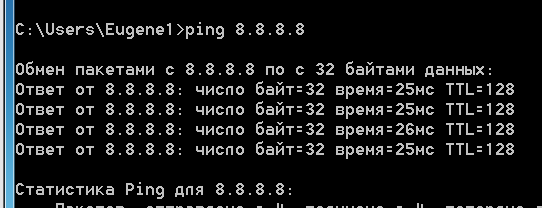 C:\Users\Eugene1>ping 8.8.8.8
Обмен пакетами с 8.8.8.8 по с 32 байтами данных:
Ответ от 8.8.8.8: число байт=32 время=25мс TTL=128
Ответ от 8.8.8.8: число байт=32 время=25мс TTL=128
Ответ от 8.8.8.8: число байт=32 время=26мс TTL=128
Ответ от 8.8.8.8: число байт=32 время=25мс TTL=128
Статистика Ping для 8.8.8.8: